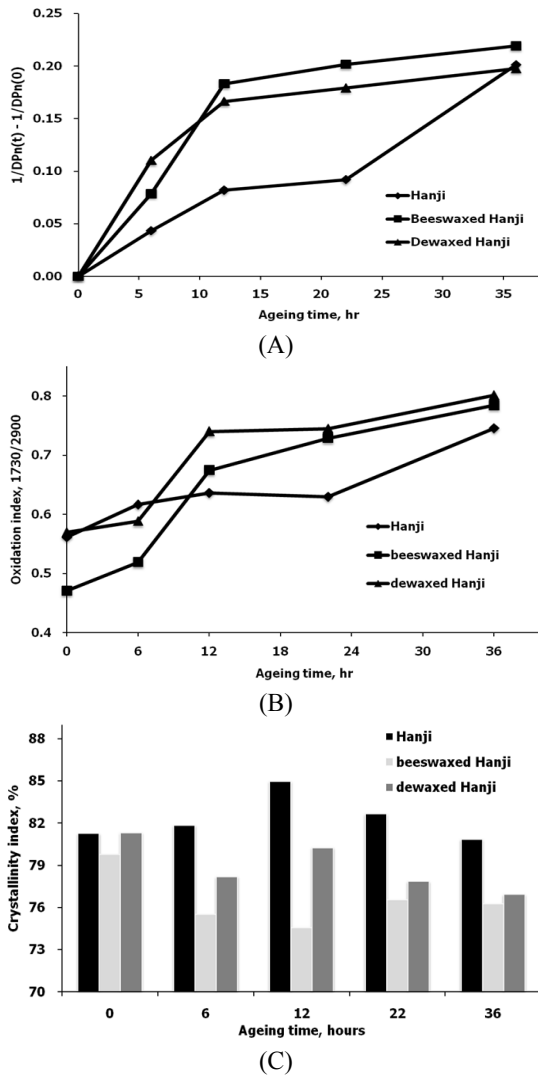 1/DPn(t) - 1/DPn(0)
0.25
0.20
0.15
0.10
0.05
0.00
Hanji
Beeswaxed Hanji
Dewaxed Hanji
0 5 10 15 20 25 30 35
Ageing time, hr
(A)
Oxidation index, 1730/2900
0.8
0.7
0.6
0.5
0.4
Hanji
beeswaxed Hanji
dewaxed Hanji
0 6 12 18 24 30 36
Ageing time, hr
(B)
Crystallinity index, %
88
85
82
79
76
73
70
Hanji
beeswaxed Hanji
dewaxed Hanji
0 6 12 22 36
Ageing time, hours
(C)